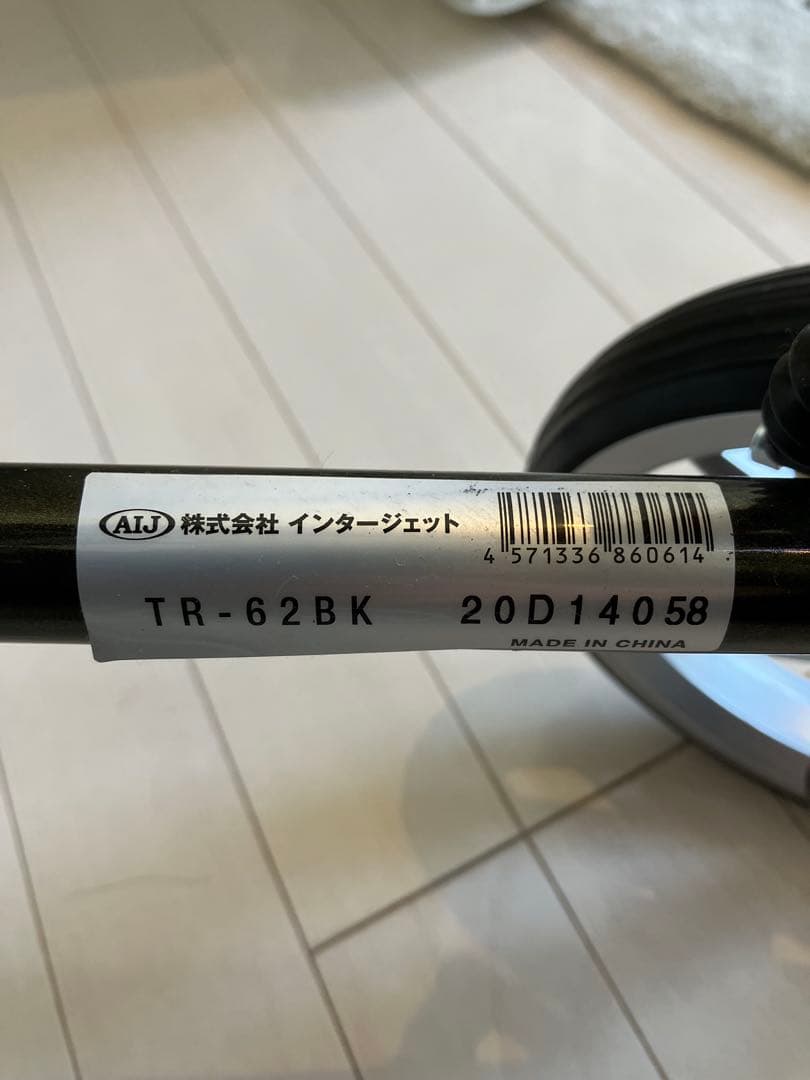 AIJ 株式会社 インタージェット
4 571336 860614
TR-62BK 20D14058
MADE IN CHINA